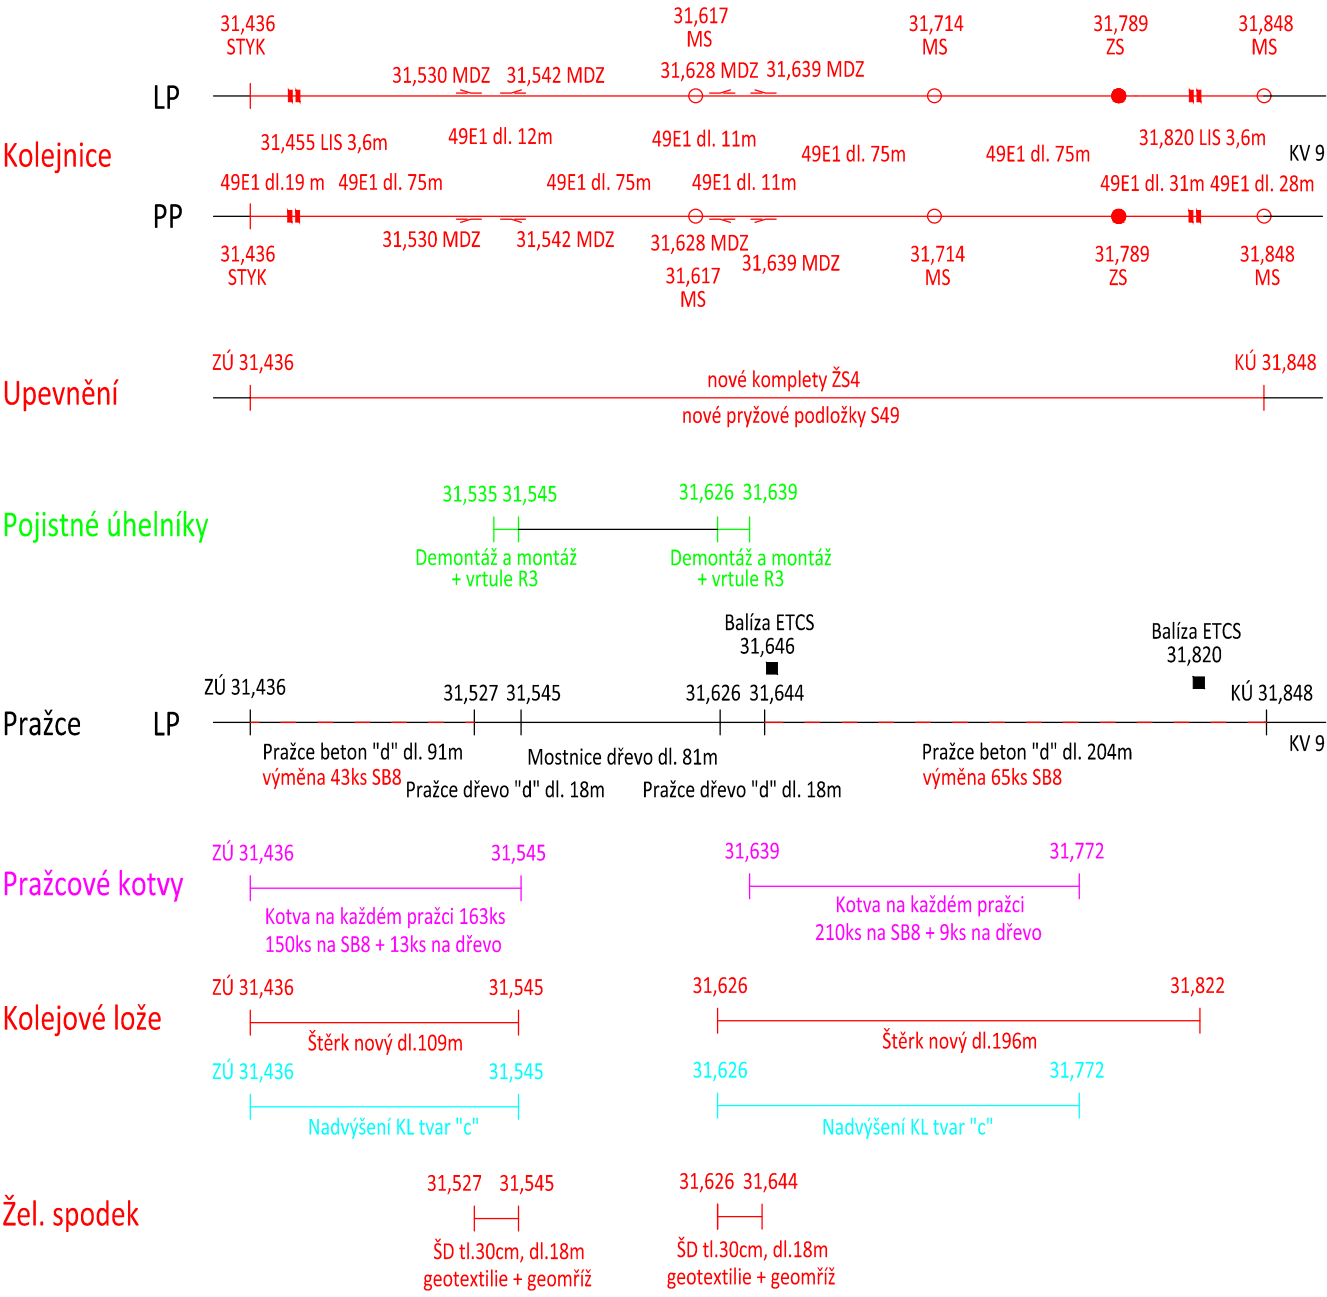 31,436
STYK
31,617
MS
31,714
MS
31,789
ZS
31,848
MS
31,530 MDZ
31,542 MDZ
31,628 MDZ
31,639 MDZ
LP
Kolejnice
49E1 dl. 12m
49E1 dl. 11m
31,455 LIS 3,6m
49E1 dl. 75m
49E1 dl. 75m
31,820 LIS 3,6m
KV 9
49E1 dl.19 m
49E1 dl. 75m
49E1 dl. 75m
49E1 dl. 11m
49E1 dl. 31m
49E1 dl. 28m
PP
31,530 MDZ
31,542 MDZ
31,628 MDZ
31,639 MDZ
31,436
STYK
31,617
MS
31,714
MS
31,789
ZS
31,848
MS
Upevnění
ZÚ 31,436
KÚ 31,848
nové komplety ŽS4
nové pryžové podložky S49
Pojistné úhelníky
31,535
31,545
31,626
31,639
Demontáž a montáž
+ vrtule R3
Demontáž a montáž
+ vrtule R3
Balíza ETCS
31,646
Balíza ETCS
31,820
Pražce
LP
ZÚ 31,436
31,527
31,545
31,626
31,644
KÚ 31,848
KV 9
Pražce beton "d" dl. 91m
výměna 43ks SB8
Mostnice dřevo dl. 81m
Pražce beton "d" dl. 204m
výměna 65ks SB8
Pražce dřevo "d" dl. 18m
Pražce dřevo "d" dl. 18m
Pražcové kotvy
ZÚ 31,436
31,545
31,639
31,772
Kotva na každém pražci 163ks
150ks na SB8 + 13ks na dřevo
Kotva na každém pražci
210ks na SB8 + 9ks na dřevo
Kolejové lože
ZÚ 31,436
31,545
31,626
31,822
Štěrk nový dl.109m
Štěrk nový dl.196m
ZÚ 31,436
31,545
31,626
31,772
Nadvýšení KL tvar "c"
Nadvýšení KL tvar "c"
Žel. spodek
31,527
31,545
31,626
31,644
ŠD tl.30cm, dl.18m
geotextilie + geomříž
ŠD tl.30cm, dl.18m
geotextilie + geomříž